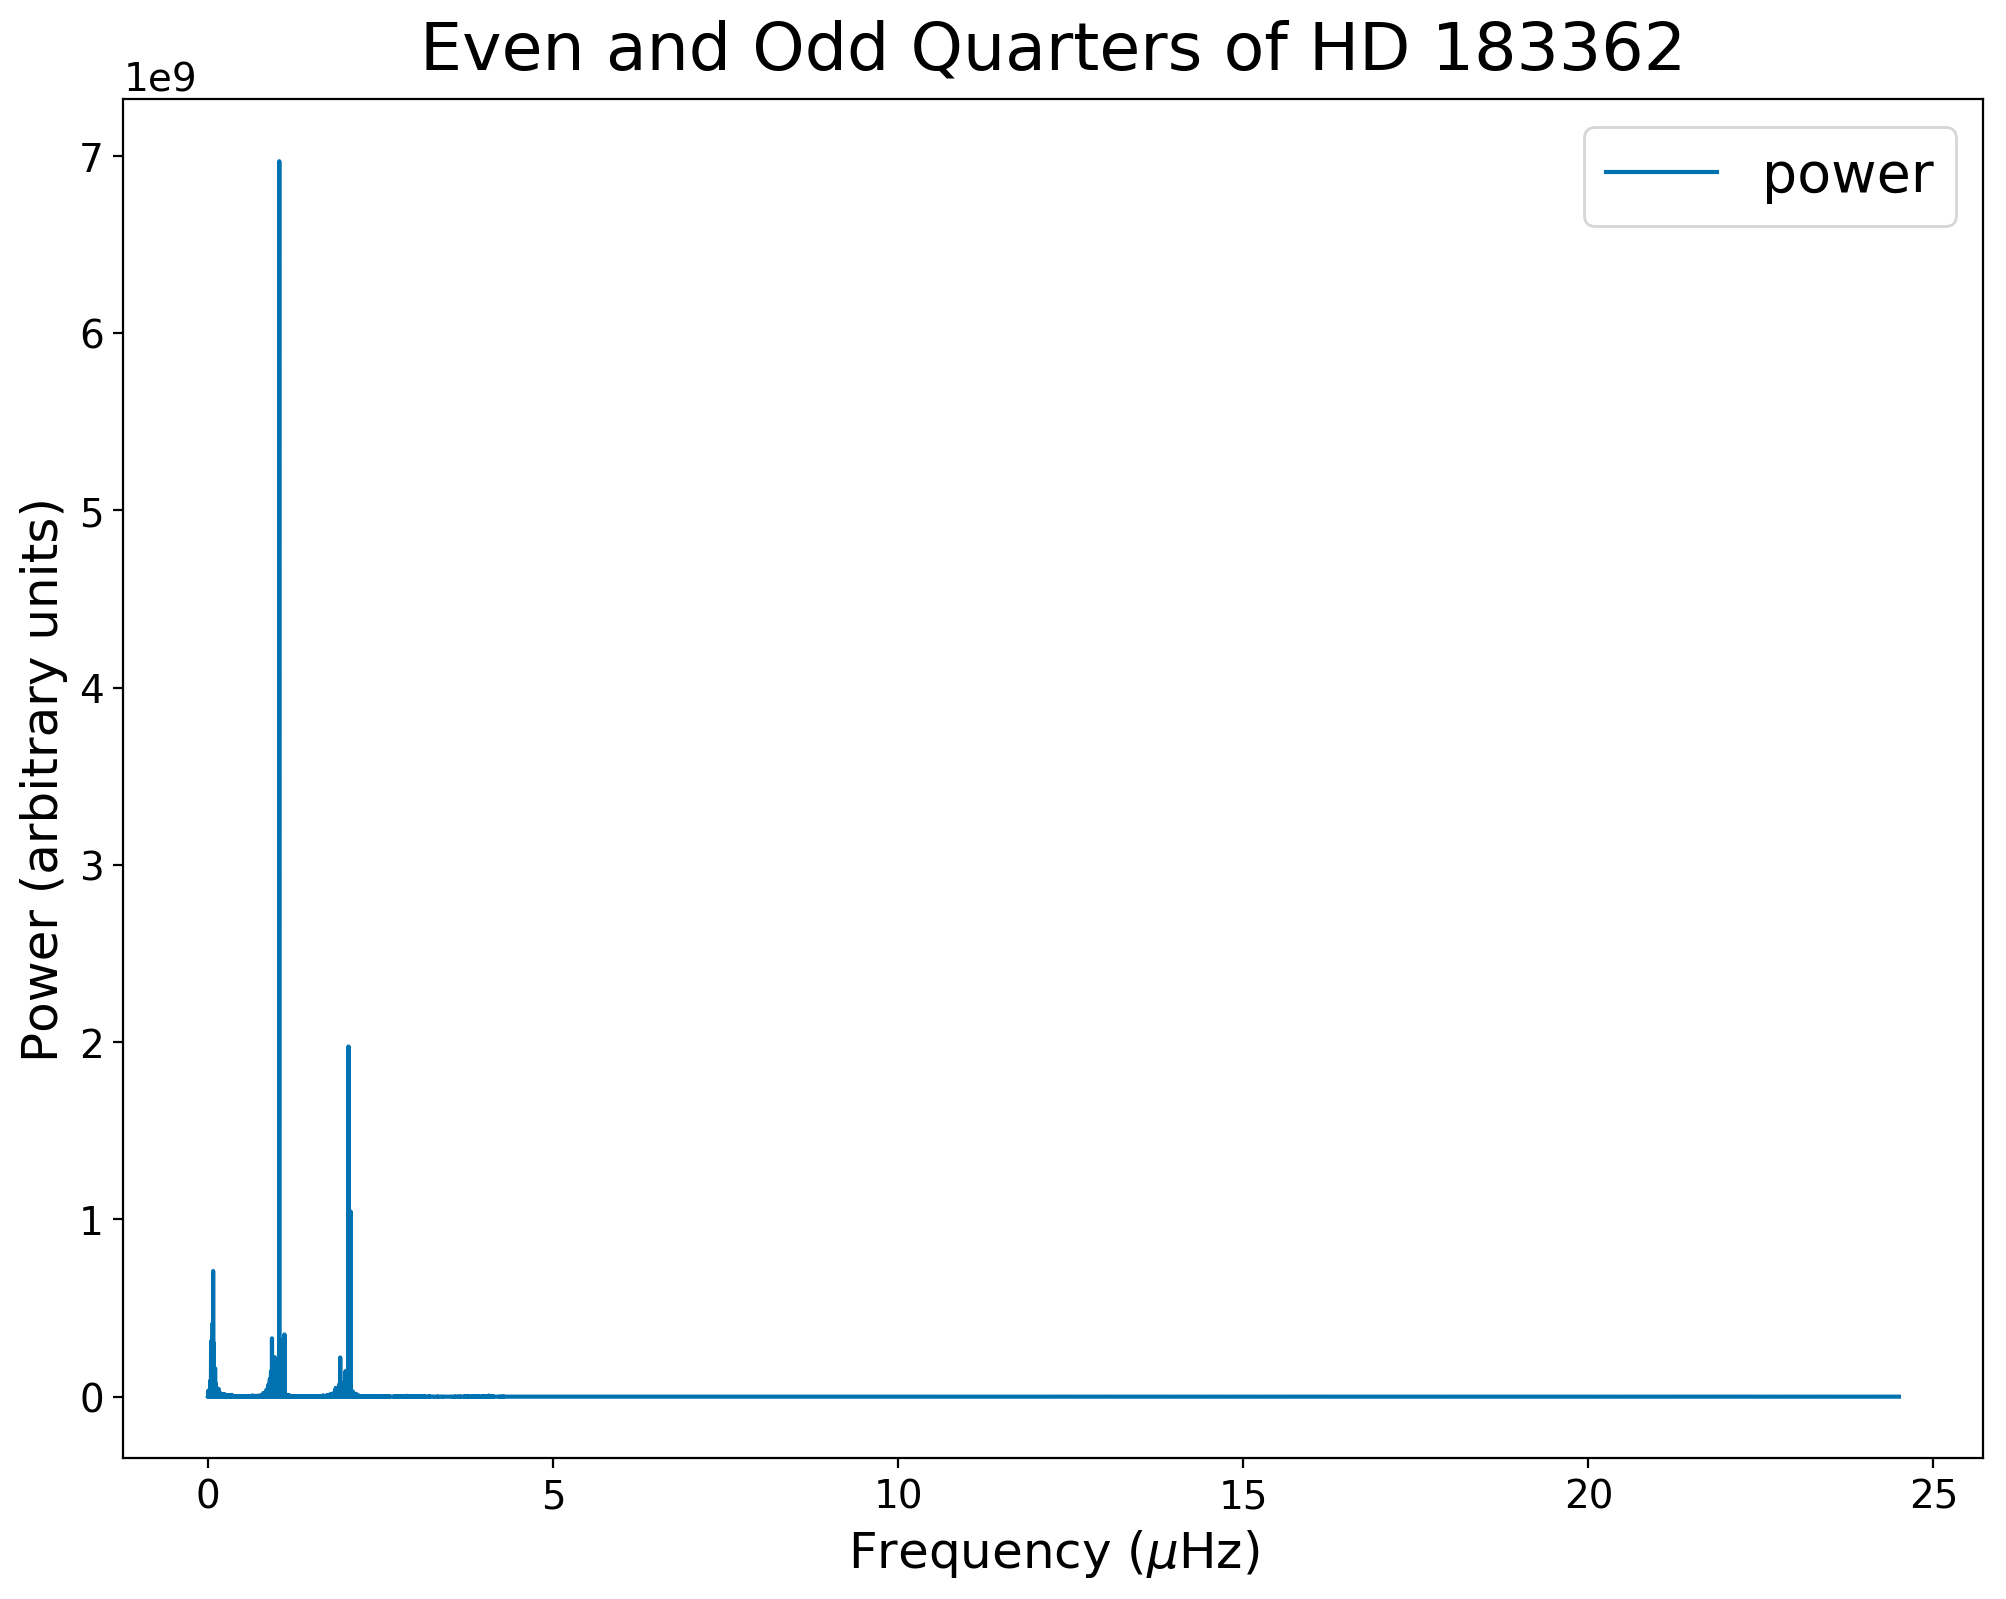 Even and Odd Quarters of HD 183362
1e9
7
6
5
4
3
2
1
0
Power (arbitrary units)
power
0 5 10 15 20 25
Frequency (μHz)